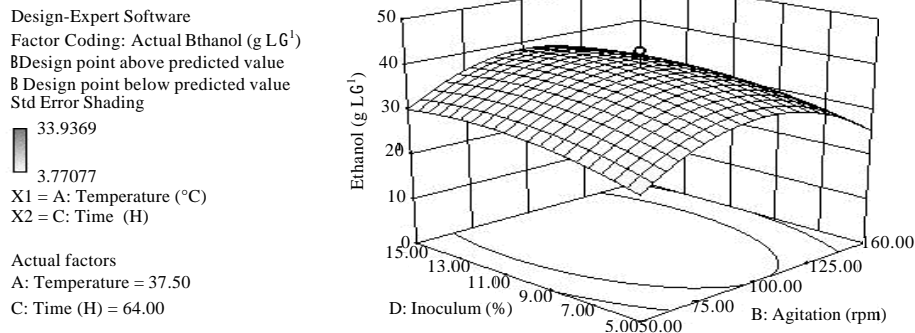 Design-Expert Software
Factor Coding: Actual Bthanol (g LG¹)
BDesign point above predicted value
B Design point below predicted value
Std Error Shading
33.9369
3.77077
X1 = A: Temperature (°C)
X2 = C: Time (H)
Actual factors
A: Temperature = 37.50
C: Time (H) = 64.00
Ethanol (g LG¹)
50
40
30
20
10
0
15.00
13.00
11.00
9.00
7.00
5.00
50.00
75.00
100.00
125.00
160.00
D: Inoculum (%)
B: Agitation (rpm)